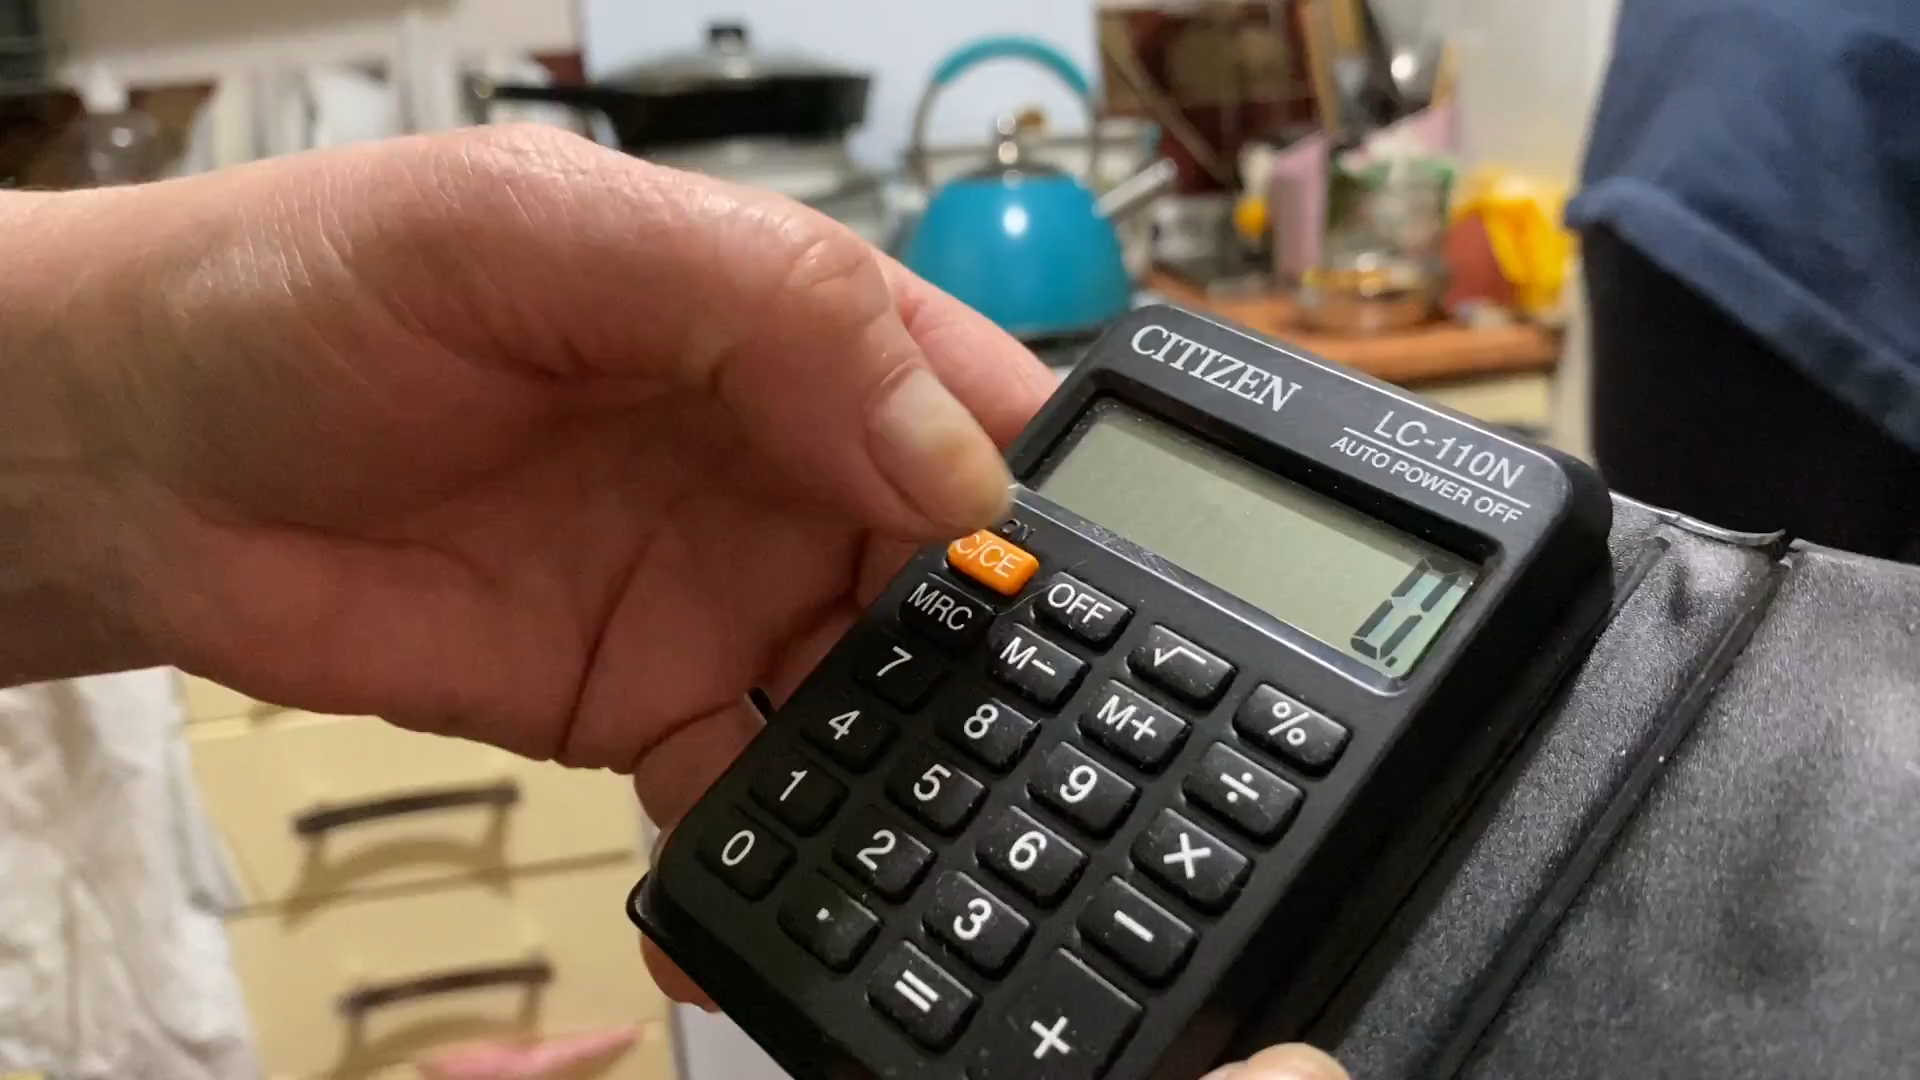 CITIZEN
LC-110N
AUTO POWER OFF
0.
ON
C/CE
OFF
√
%
MRC
M−
M+
÷
7
8
9
×
4
5
6
−
1
2
3
+
0
.
=